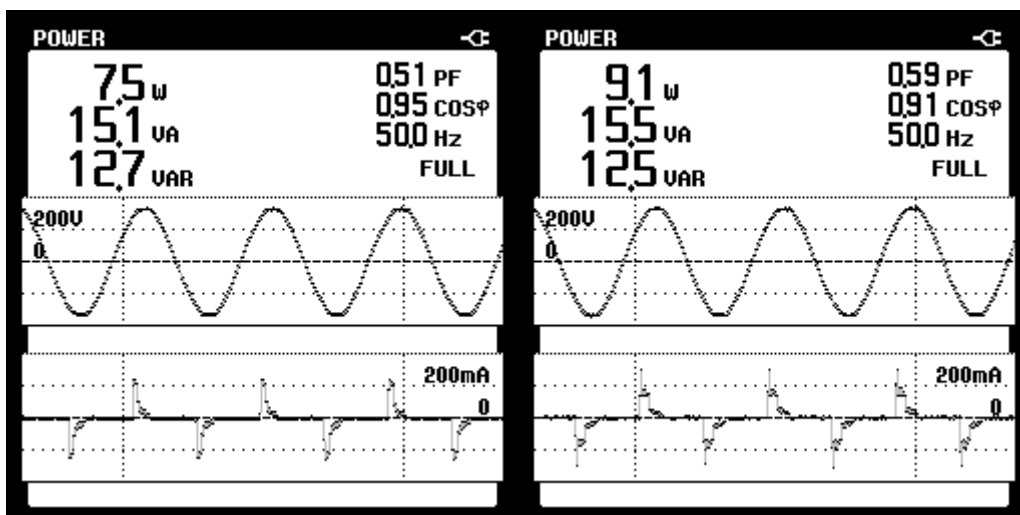 POWER
7.5 W
0.51 PF
0.95 COSφ
15.1 VA
50.0 Hz
12.7 VAR
FULL
200V
0
200mA
0
POWER
9.1 W
0.59 PF
0.91 COSφ
15.5 VA
50.0 Hz
12.5 VAR
FULL
200V
0
200mA
0